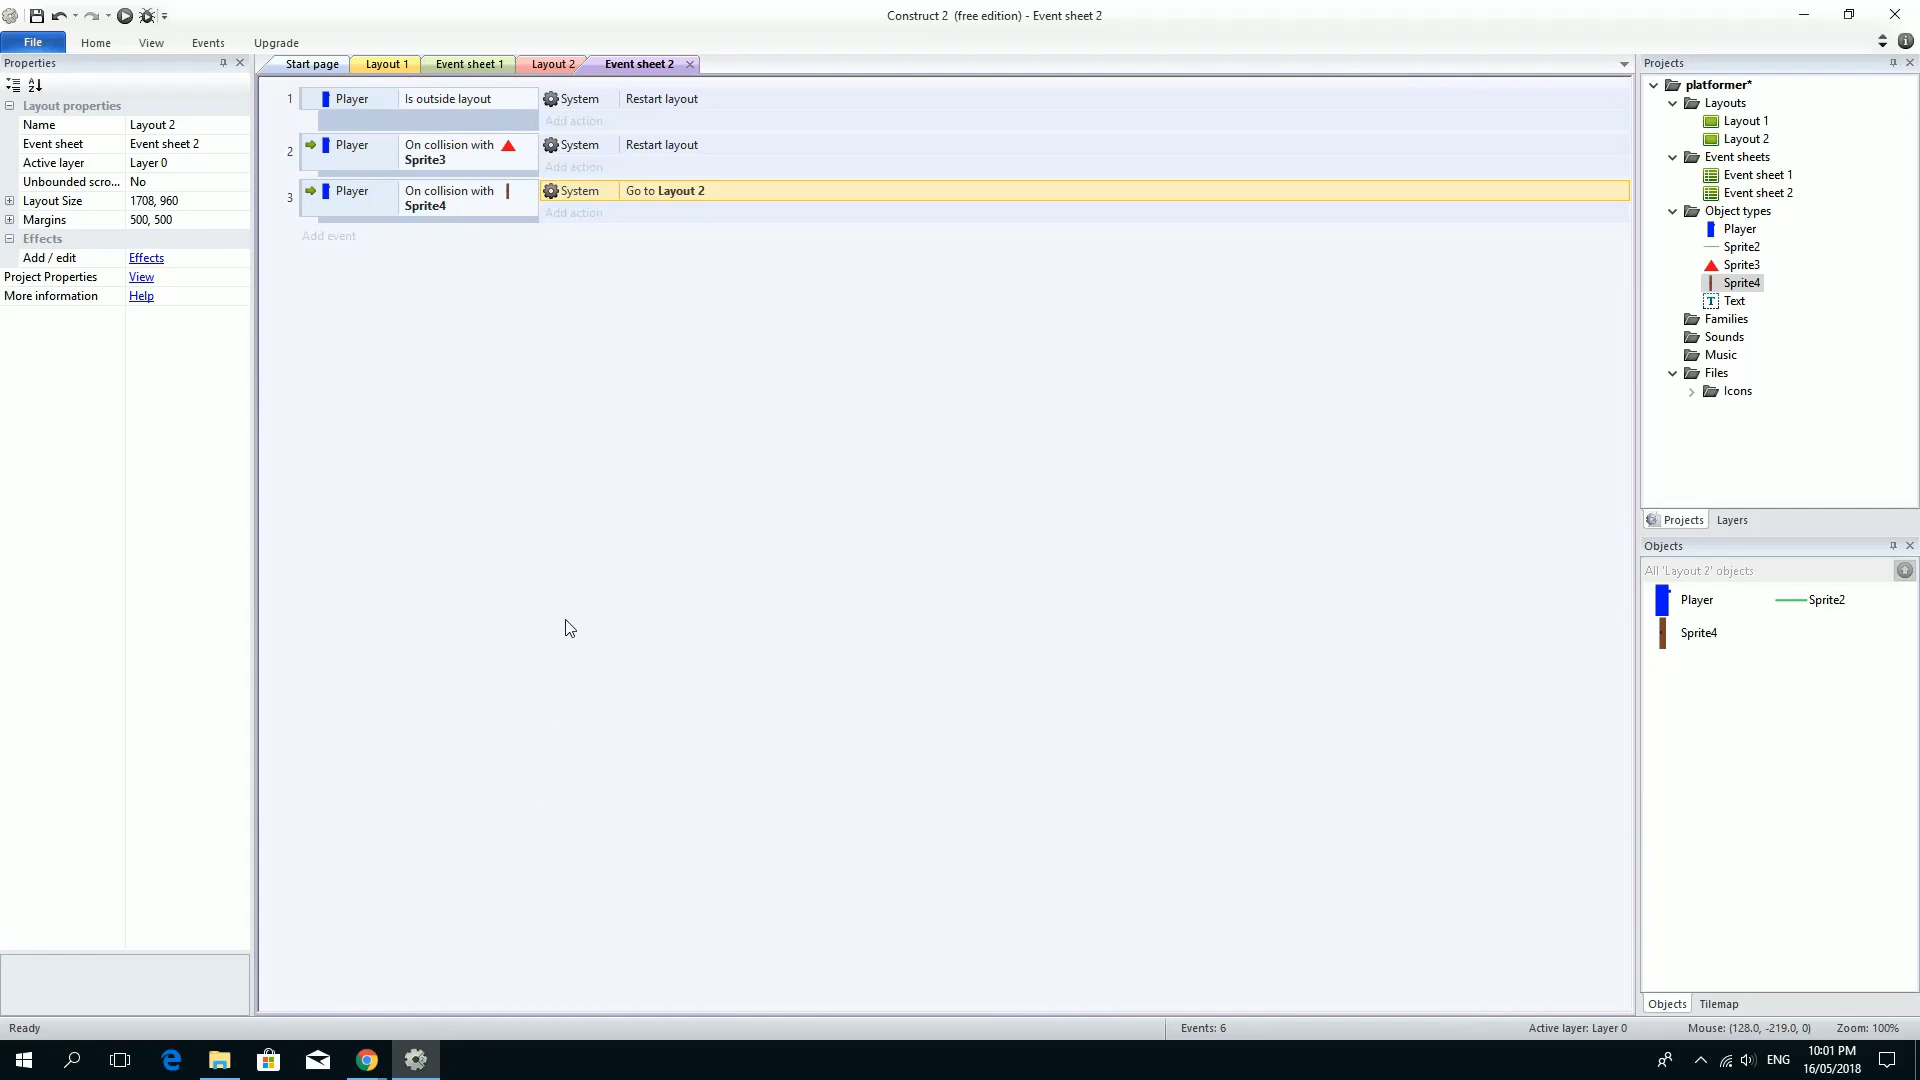 Construct 2  (free edition) - Event sheet 2
File Home View Events Upgrade
Properties
Layout properties
Name Layout 2
Event sheet Event sheet 2
Active layer Layer 0
Unbounded scro... No
Layout Size 1708, 960
Margins 500, 500
Effects
Add / edit Effects
Project Properties View
More information Help
Start page Layout 1 Event sheet 1 Layout 2 Event sheet 2
1 Player Is outside layout System Restart layout
Add action
2 Player On collision with System Restart layout
Sprite3 Add action
3 Player On collision with System Go to Layout 2
Sprite4 Add action
Add event
Projects
platformer*
Layouts
Layout 1
Layout 2
Event sheets
Event sheet 1
Event sheet 2
Object types
Player
Sprite2
Sprite3
Sprite4
T Text
Families
Sounds
Music
Files
Icons
Projects Layers
Objects
All 'Layout 2' objects
Player Sprite2
Sprite4
Objects Tilemap
Ready Events: 6 Active layer: Layer 0 Mouse: (128.0, -219.0, 0) Zoom: 100%
ENG 10:01 PM
16/05/2018